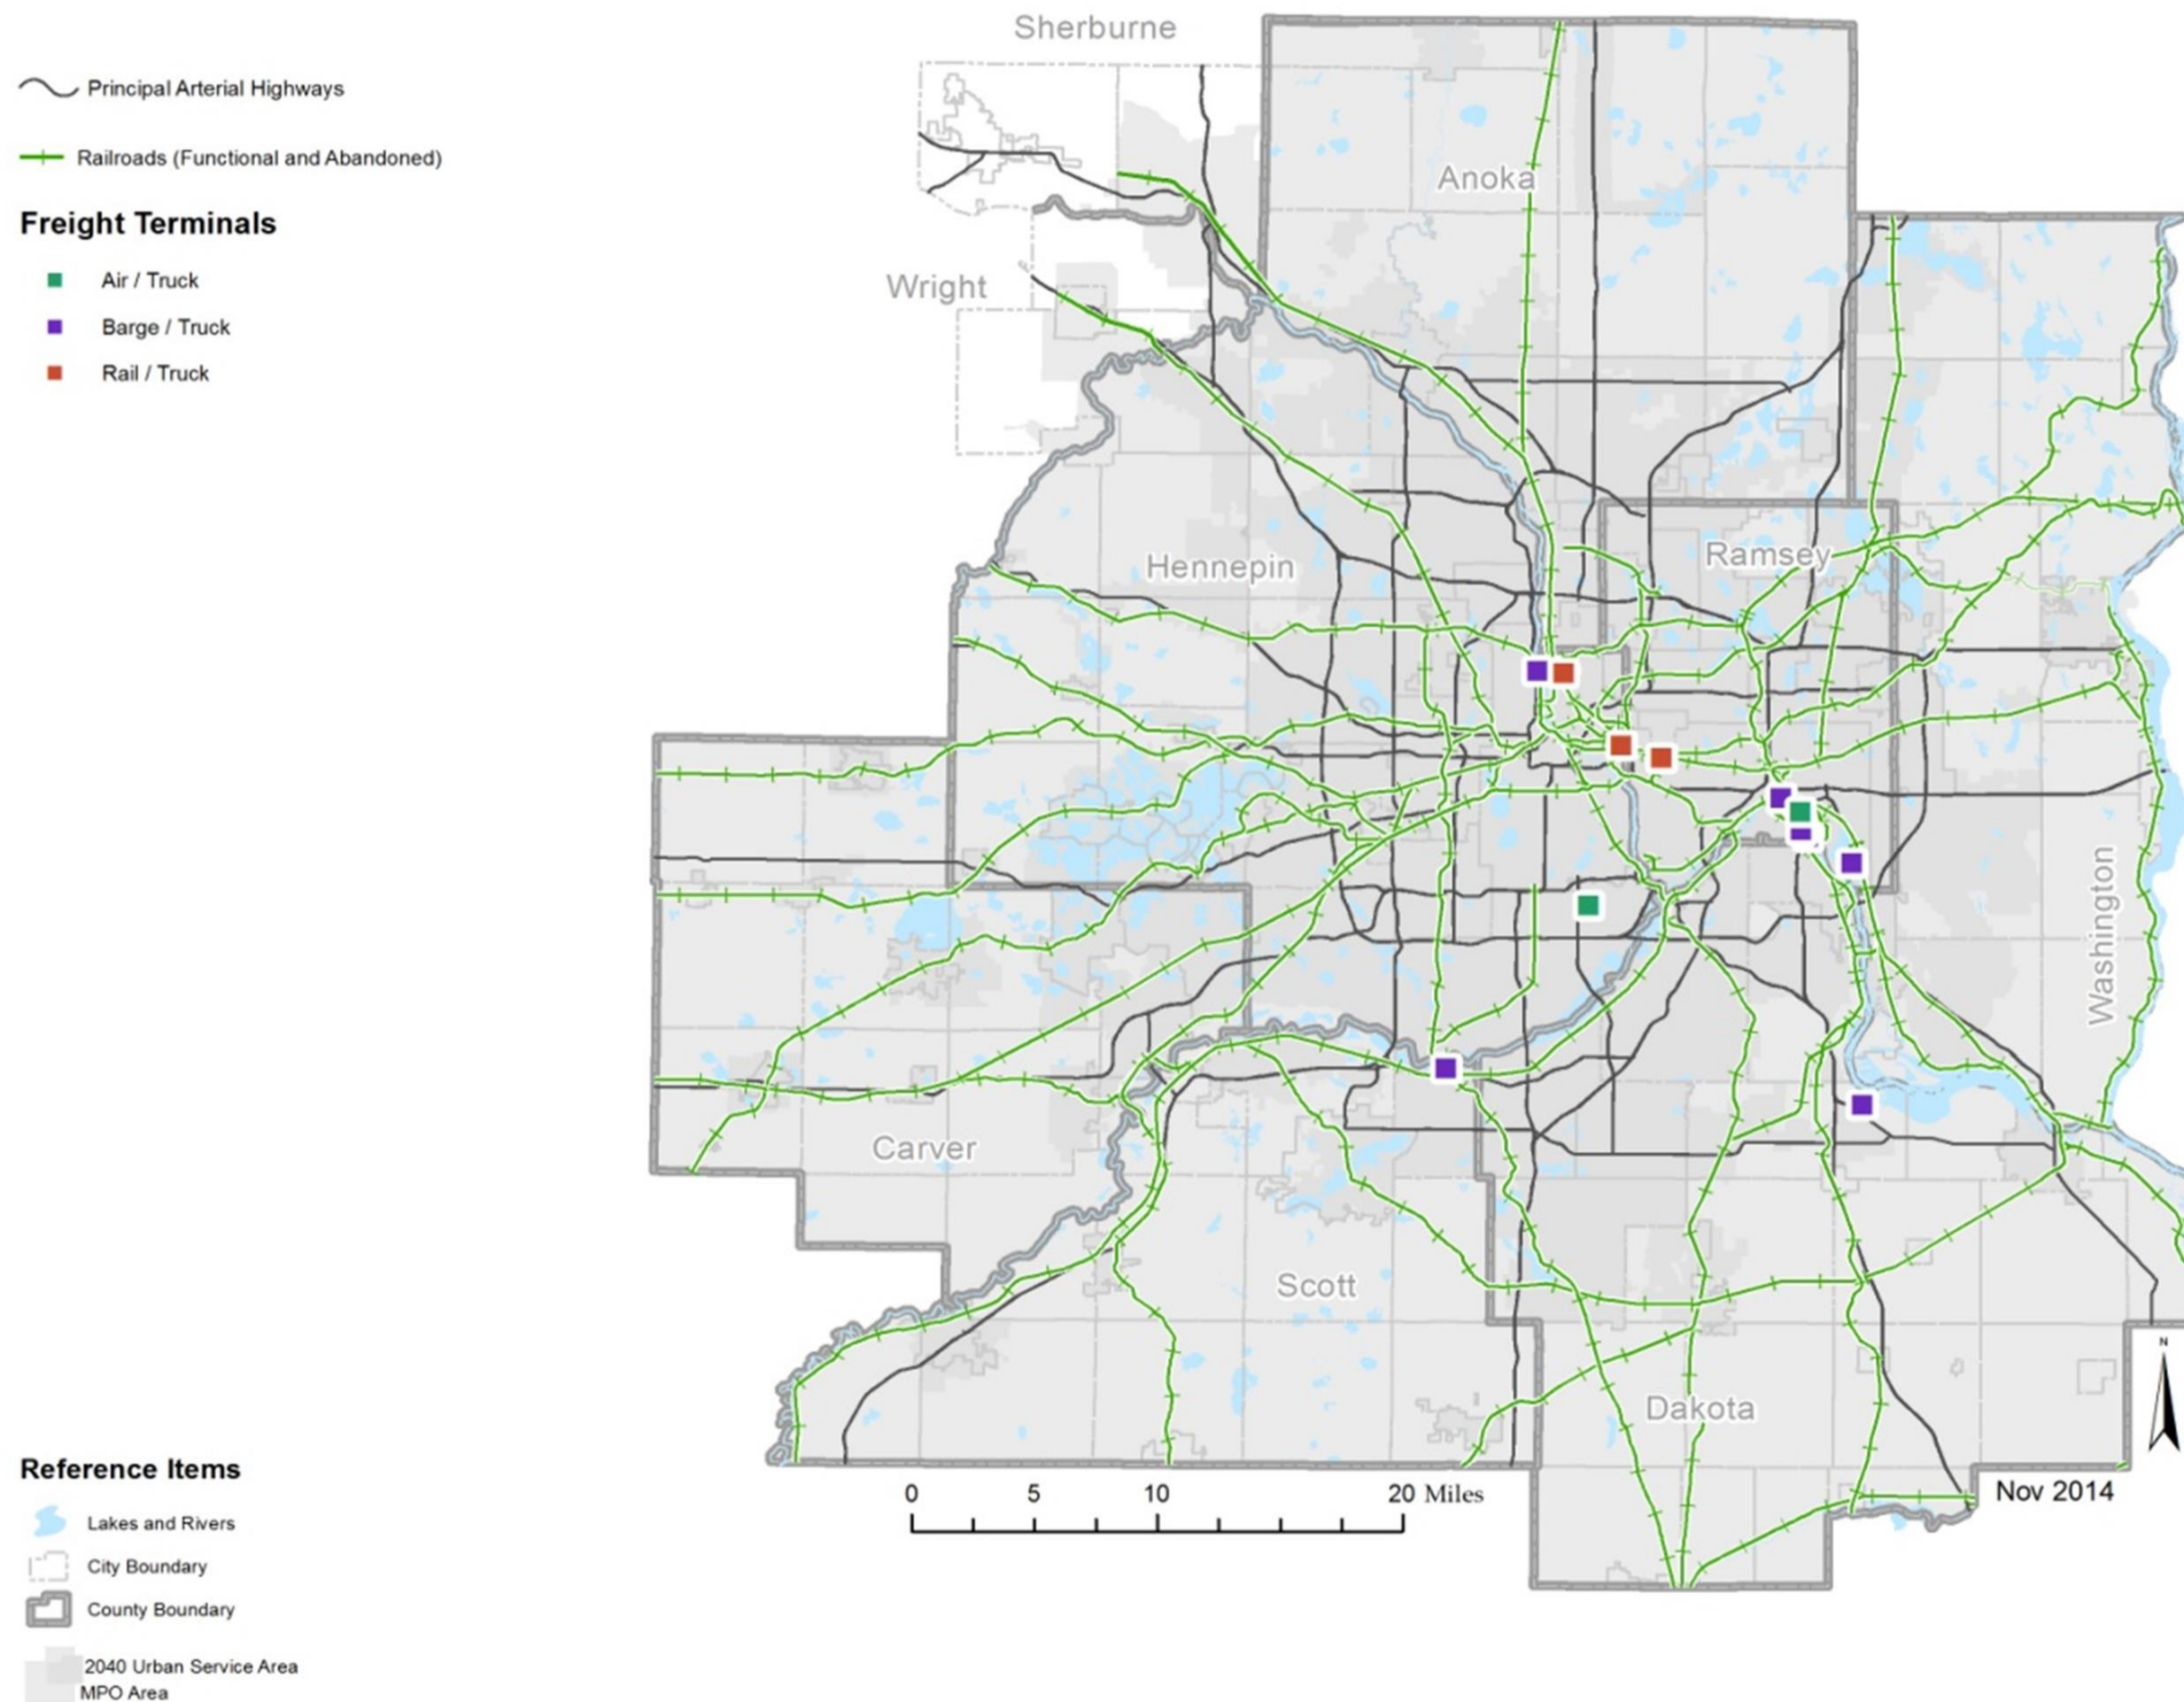 Principal Arterial Highways
Railroads (Functional and Abandoned)
Freight Terminals
Air / Truck
Barge / Truck
Rail / Truck
Sherburne
Anoka
Wright
Hennepin
Ramsey
Washington
Carver
Scott
Dakota
N
0 5 10 20 Miles
Nov 2014
Reference Items
Lakes and Rivers
City Boundary
County Boundary
2040 Urban Service Area
MPO Area